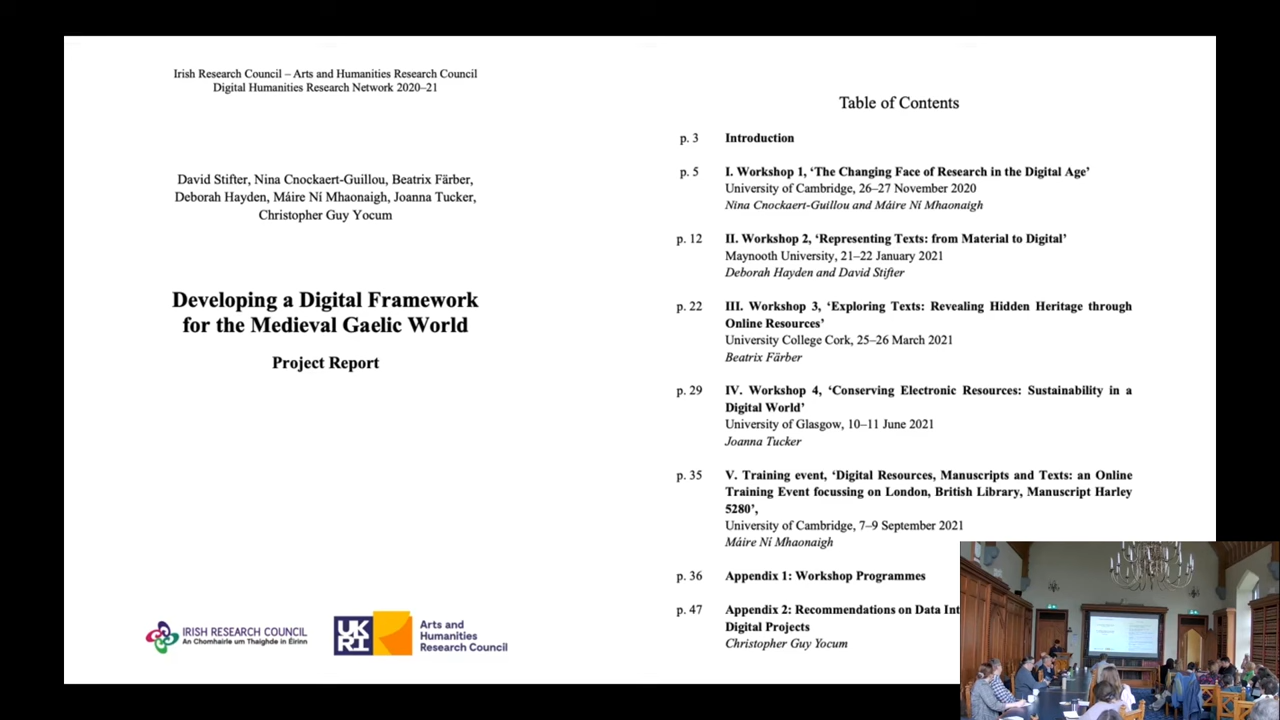 Irish Research Council – Arts and Humanities Research Council
Digital Humanities Research Network 2020–21
David Stifter, Nina Cnockaert-Guillou, Beatrix Färber,
Deborah Hayden, Máire Ní Mhaonaigh, Joanna Tucker,
Christopher Guy Yocum
Developing a Digital Framework
for the Medieval Gaelic World
Project Report
IRISH RESEARCH COUNCIL
An Chomhairle um Thaighde in Éirinn
UK
RI
Arts and
Humanities
Research Council
Table of Contents
p. 3 Introduction
p. 5 I. Workshop 1, ‘The Changing Face of Research in the Digital Age’
University of Cambridge, 26–27 November 2020
Nina Cnockaert-Guillou and Máire Ní Mhaonaigh
p. 12 II. Workshop 2, ‘Representing Texts: from Material to Digital’
Maynooth University, 21–22 January 2021
Deborah Hayden and David Stifter
p. 22 III. Workshop 3, ‘Exploring Texts: Revealing Hidden Heritage through
Online Resources’
University College Cork, 25–26 March 2021
Beatrix Färber
p. 29 IV. Workshop 4, ‘Conserving Electronic Resources: Sustainability in a
Digital World’
University of Glasgow, 10–11 June 2021
Joanna Tucker
p. 35 V. Training event, ‘Digital Resources, Manuscripts and Texts: an Online
Training Event focussing on London, British Library, Manuscript Harley
5280’,
University of Cambridge, 7–9 September 2021
Máire Ní Mhaonaigh
p. 36 Appendix 1: Workshop Programmes
p. 47 Appendix 2: Recommendations on Data Int
Digital Projects
Christopher Guy Yocum